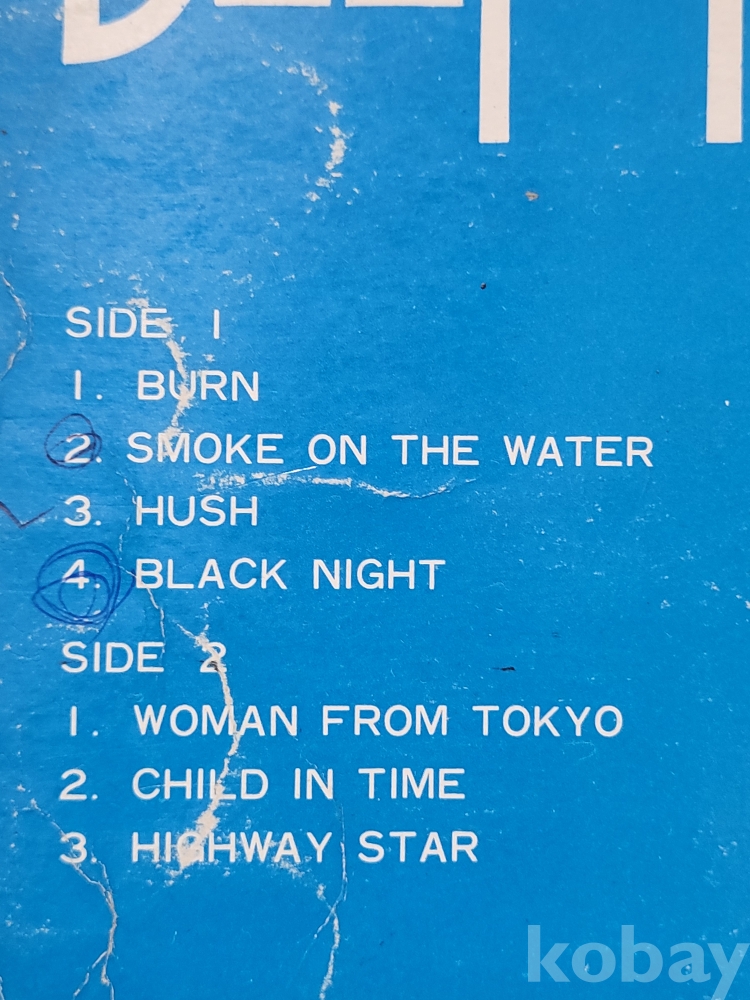 SIDE 1
1. BURN
2. SMOKE ON THE WATER
3. HUSH
4. BLACK NIGHT
SIDE 2
1. WOMAN FROM TOKYO
2. CHILD IN TIME
3. HIGHWAY STAR
kobay